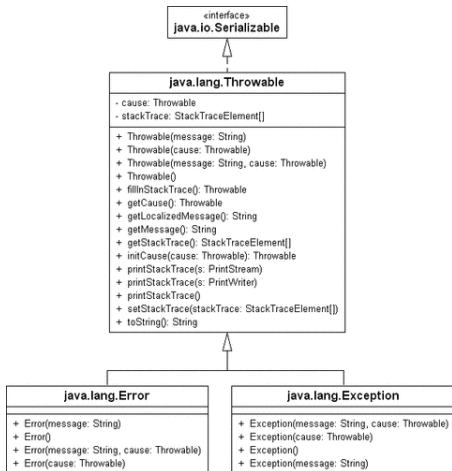 «interface»
java.io.Serializable
java.lang.Throwable
- cause: Throwable
- stackTrace: StackTraceElement[]
+ Throwable(message: String)
+ Throwable(cause: Throwable)
+ Throwable(message: String, cause: Throwable)
+ Throwable()
+ fillInStackTrace(): Throwable
+ getCause(): Throwable
+ getLocalizedMessage(): String
+ getMessage(): String
+ getStackTrace(): StackTraceElement[]
+ initCause(cause: Throwable): Throwable
+ printStackTrace(s: PrintStream)
+ printStackTrace(s: PrintWriter)
+ printStackTrace()
+ setStackTrace(stackTrace: StackTraceElement[])
+ toString(): String
java.lang.Error
+ Error(message: String)
+ Error()
+ Error(message: String, cause: Throwable)
+ Error(cause: Throwable)
java.lang.Exception
+ Exception(message: String, cause: Throwable)
+ Exception(cause: Throwable)
+ Exception()
+ Exception(message: String)